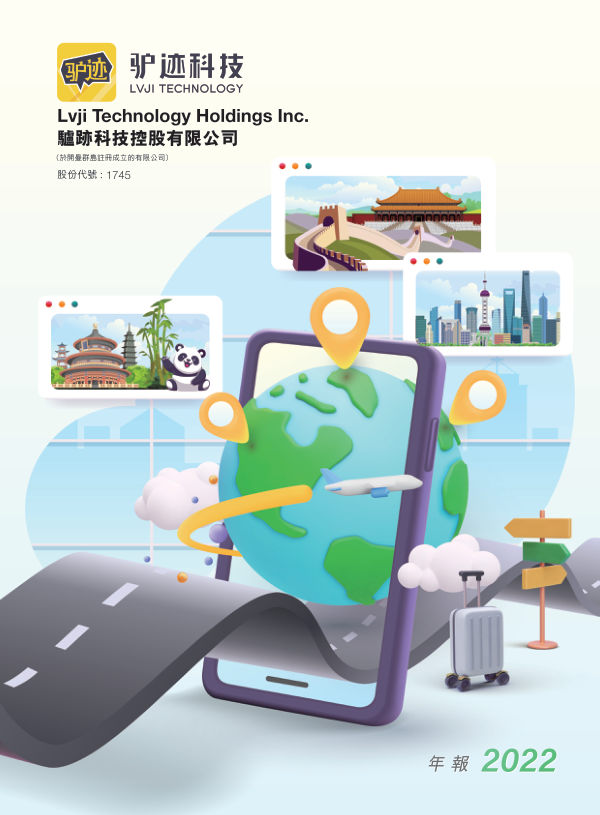 驴迹
驴迹科技
LVJI TECHNOLOGY
Lvji Technology Holdings Inc.
驢跡科技控股有限公司
(於開曼群島註冊成立的有限公司)
股份代號：1745
年報 2022